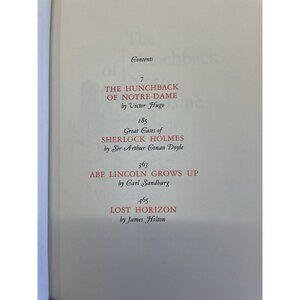 Contents
7
THE HUNCHBACK
OF NOTRE-DAME
by Victor Hugo
185
Great Cases of
SHERLOCK HOLMES
by Sir Arthur Conan Doyle
363
ABE LINCOLN GROWS UP
by Carl Sandburg
465
LOST HORIZON
by James Hilton